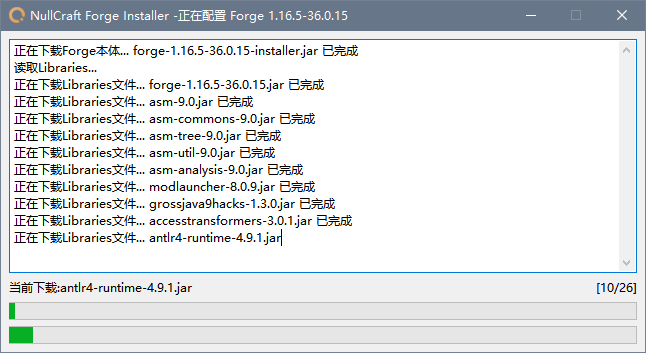 NullCraft Forge Installer -正在配置 Forge 1.16.5-36.0.15
正在下载Forge本体... forge-1.16.5-36.0.15-installer.jar 已完成
读取Libraries...
正在下载Libraries文件... forge-1.16.5-36.0.15.jar 已完成
正在下载Libraries文件... asm-9.0.jar 已完成
正在下载Libraries文件... asm-commons-9.0.jar 已完成
正在下载Libraries文件... asm-tree-9.0.jar 已完成
正在下载Libraries文件... asm-util-9.0.jar 已完成
正在下载Libraries文件... asm-analysis-9.0.jar 已完成
正在下载Libraries文件... modlauncher-8.0.9.jar 已完成
正在下载Libraries文件... grossjava9hacks-1.3.0.jar 已完成
正在下载Libraries文件... accesstransformers-3.0.1.jar 已完成
正在下载Libraries文件... antlr4-runtime-4.9.1.jar
当前下载:antlr4-runtime-4.9.1.jar [10/26]